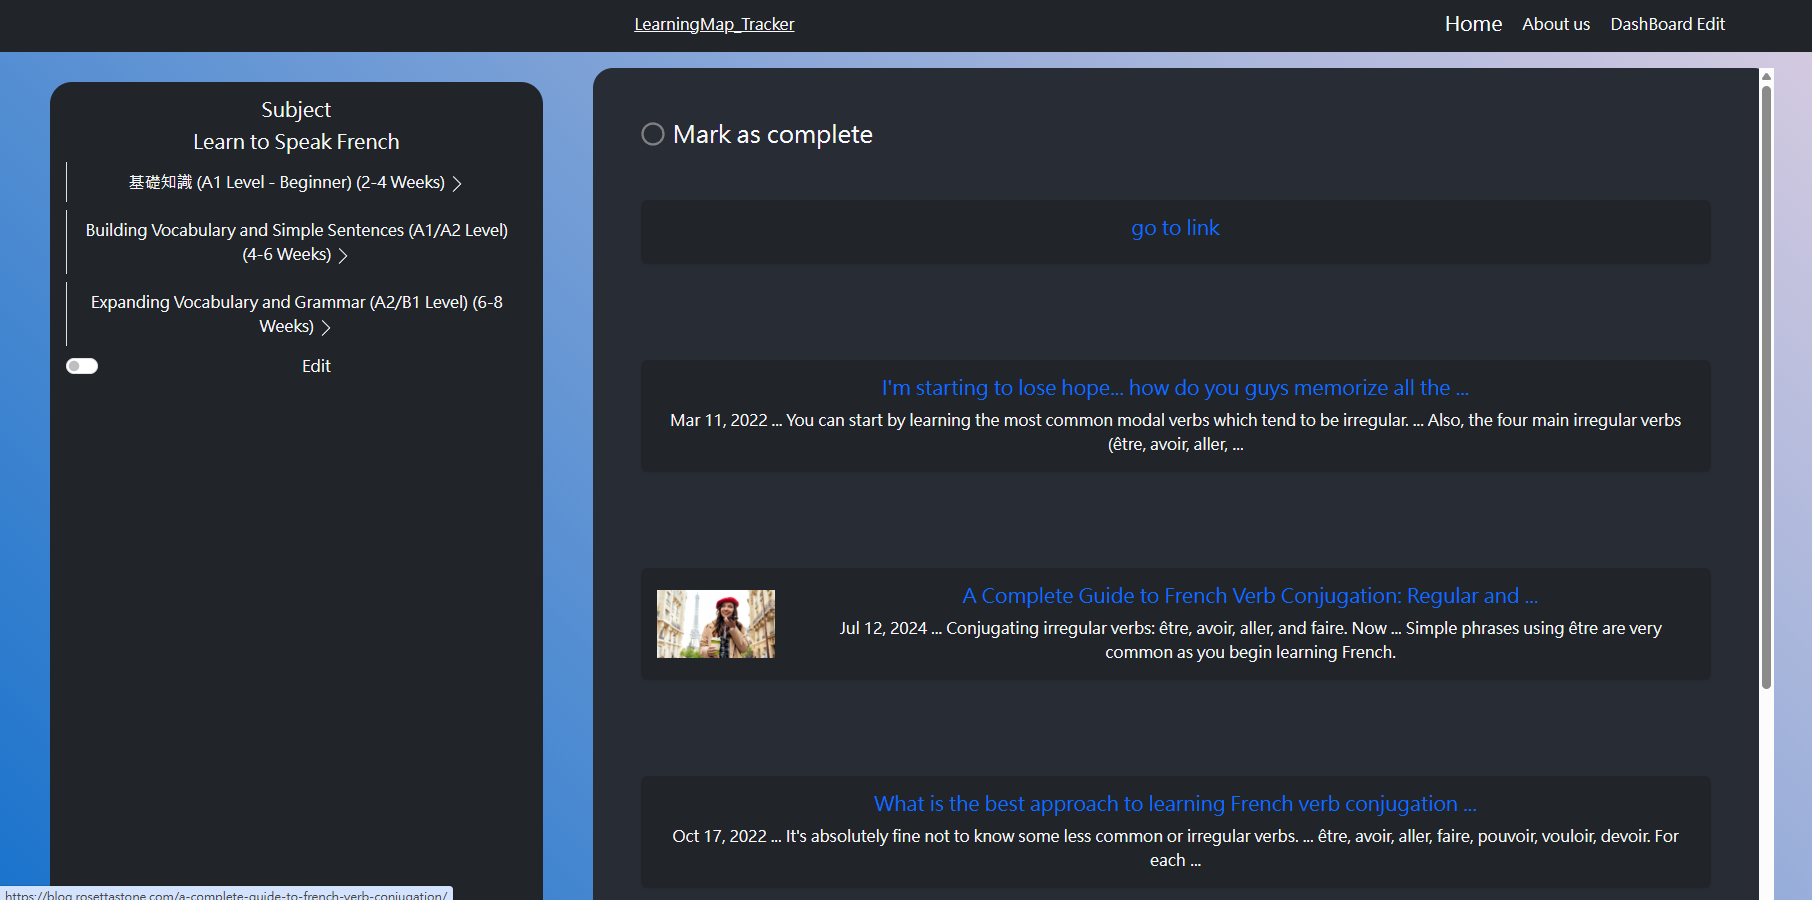 LearningMap_Tracker
Home
About us
DashBoard Edit
Subject
Learn to Speak French
基礎知識 (A1 Level - Beginner) (2-4 Weeks)
Building Vocabulary and Simple Sentences (A1/A2 Level)
(4-6 Weeks)
Expanding Vocabulary and Grammar (A2/B1 Level) (6-8
Weeks)
Edit
Mark as complete
go to link
I'm starting to lose hope... how do you guys memorize all the ...
Mar 11, 2022 ... You can start by learning the most common modal verbs which tend to be irregular. ... Also, the four main irregular verbs
(être, avoir, aller, ...
A Complete Guide to French Verb Conjugation: Regular and ...
Jul 12, 2024 ... Conjugating irregular verbs: être, avoir, aller, and faire. Now ... Simple phrases using être are very
common as you begin learning French.
What is the best approach to learning French verb conjugation ...
Oct 17, 2022 ... It's absolutely fine not to know some less common or irregular verbs. ... être, avoir, aller, faire, pouvoir, vouloir, devoir. For
each ...
https://blog.rosettastone.com/a-complete-guide-to-french-verb-conjugation/